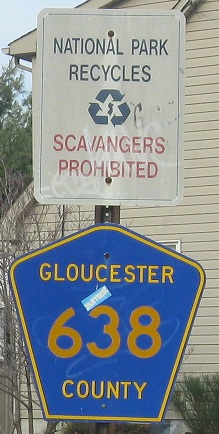 NATIONAL PARK
RECYCLES
SCAVANGERS
PROHIBITED
GLOUCESTER
638
COUNTY